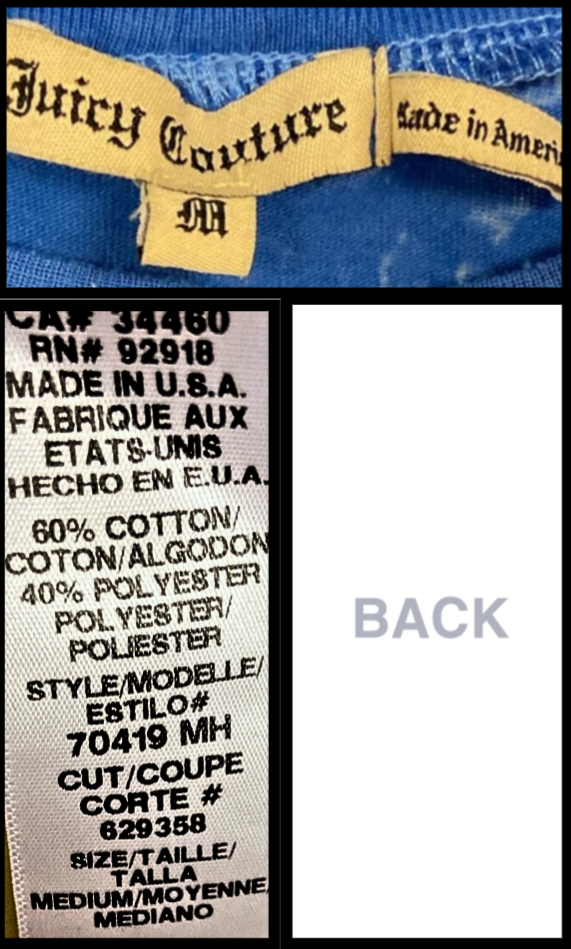 Juicy Couture
Made in Ameri
M
CA# 34460
RN# 92918
MADE IN U.S.A.
FABRIQUE AUX
ETATS-UNIS
HECHO EN E.U.A.
60% COTTON/
COTON/ALGODON
40% POLYESTER
POLYESTER/
POLIESTER
STYLE/MODELLE/
ESTILO#
70419 MH
CUT/COUPE
CORTE #
629358
SIZE/TAILLE/
TALLA
MEDIUM/MOYENNE/
MEDIANO
BACK